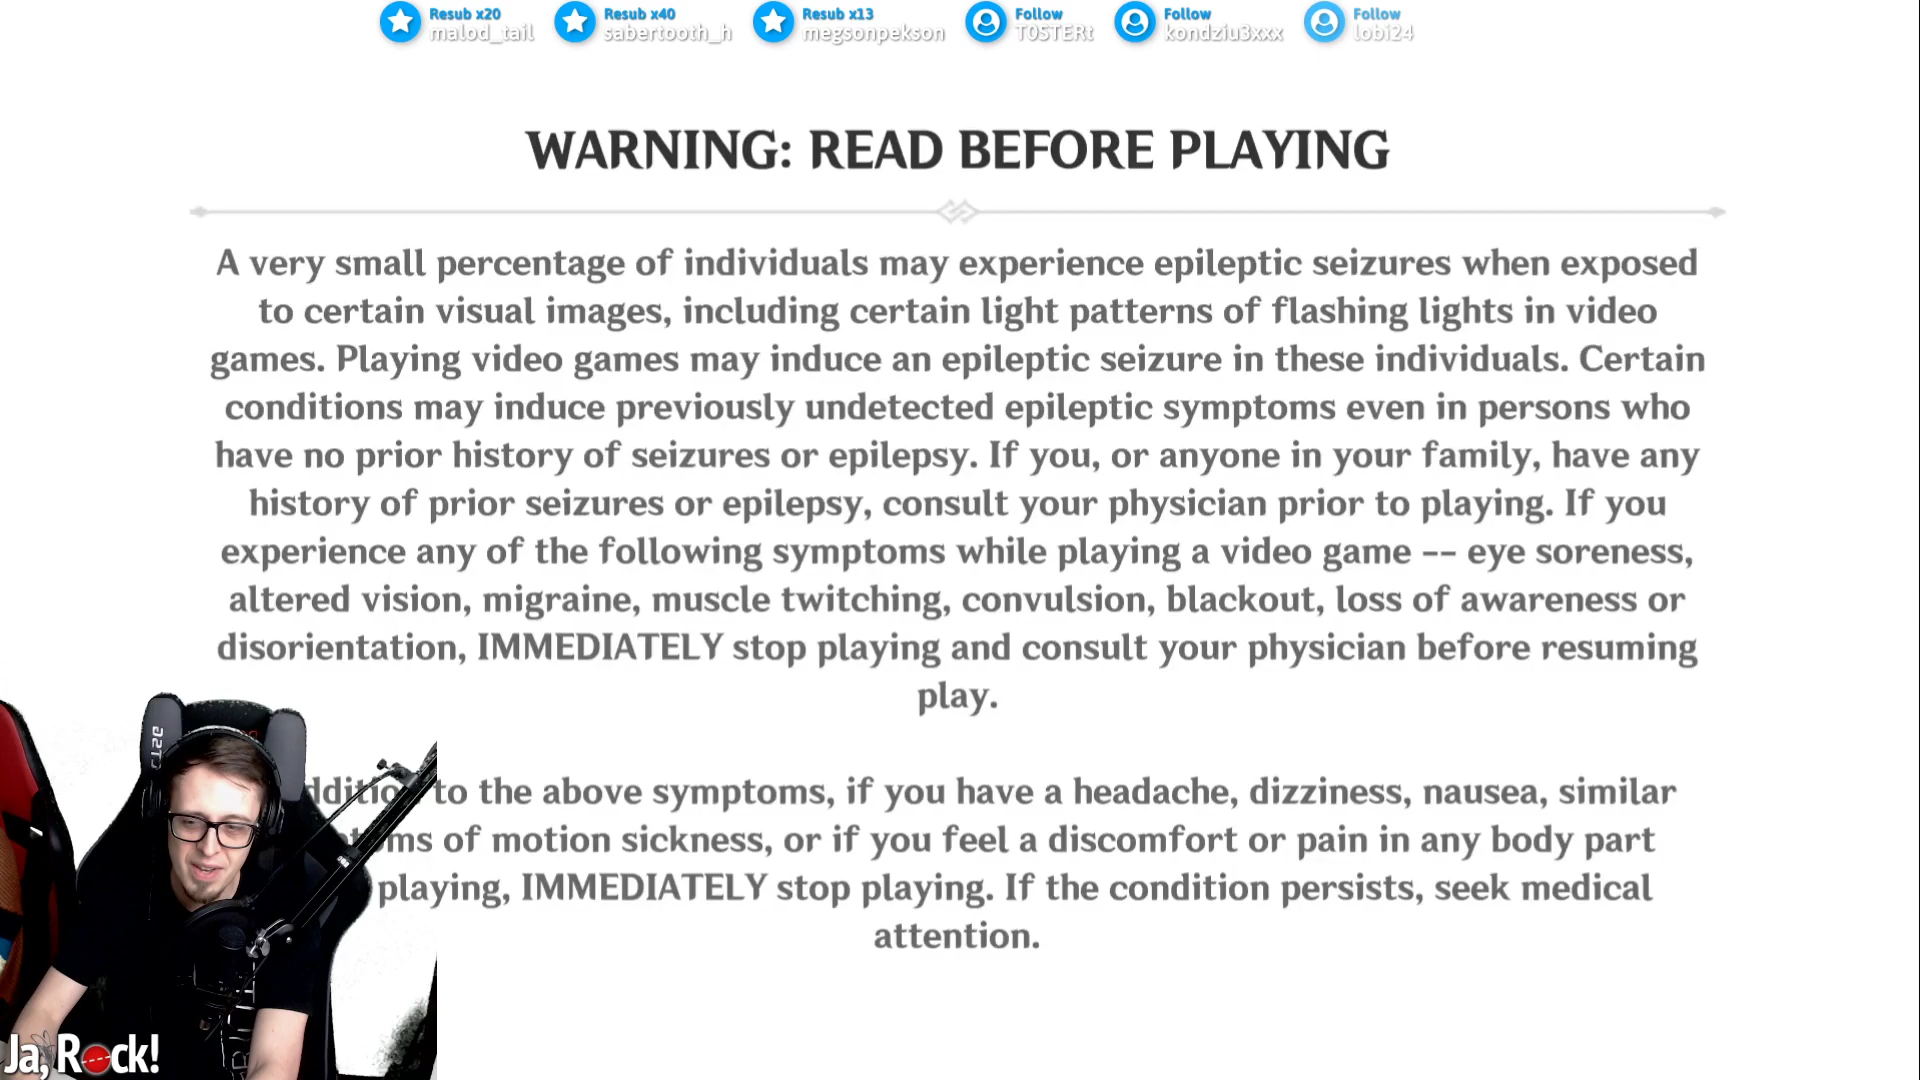 Resub x20
malod_tail
Resub x40
sabertooth_h
Resub x13
megsonpekson
Follow
T05TERt
Follow
kondziu3xxx
Follow
lobi24
WARNING: READ BEFORE PLAYING
A very small percentage of individuals may experience epileptic seizures when exposed
to certain visual images, including certain light patterns of flashing lights in video
games. Playing video games may induce an epileptic seizure in these individuals. Certain
conditions may induce previously undetected epileptic symptoms even in persons who
have no prior history of seizures or epilepsy. If you, or anyone in your family, have any
history of prior seizures or epilepsy, consult your physician prior to playing. If you
experience any of the following symptoms while playing a video game -- eye soreness,
altered vision, migraine, muscle twitching, convulsion, blackout, loss of awareness or
disorientation, IMMEDIATELY stop playing and consult your physician before resuming
play.
to the above symptoms, if you have a headache, dizziness, nausea, similar
of motion sickness, or if you feel a discomfort or pain in any body part
playing, IMMEDIATELY stop playing. If the condition persists, seek medical
attention.
Ja, Rock!